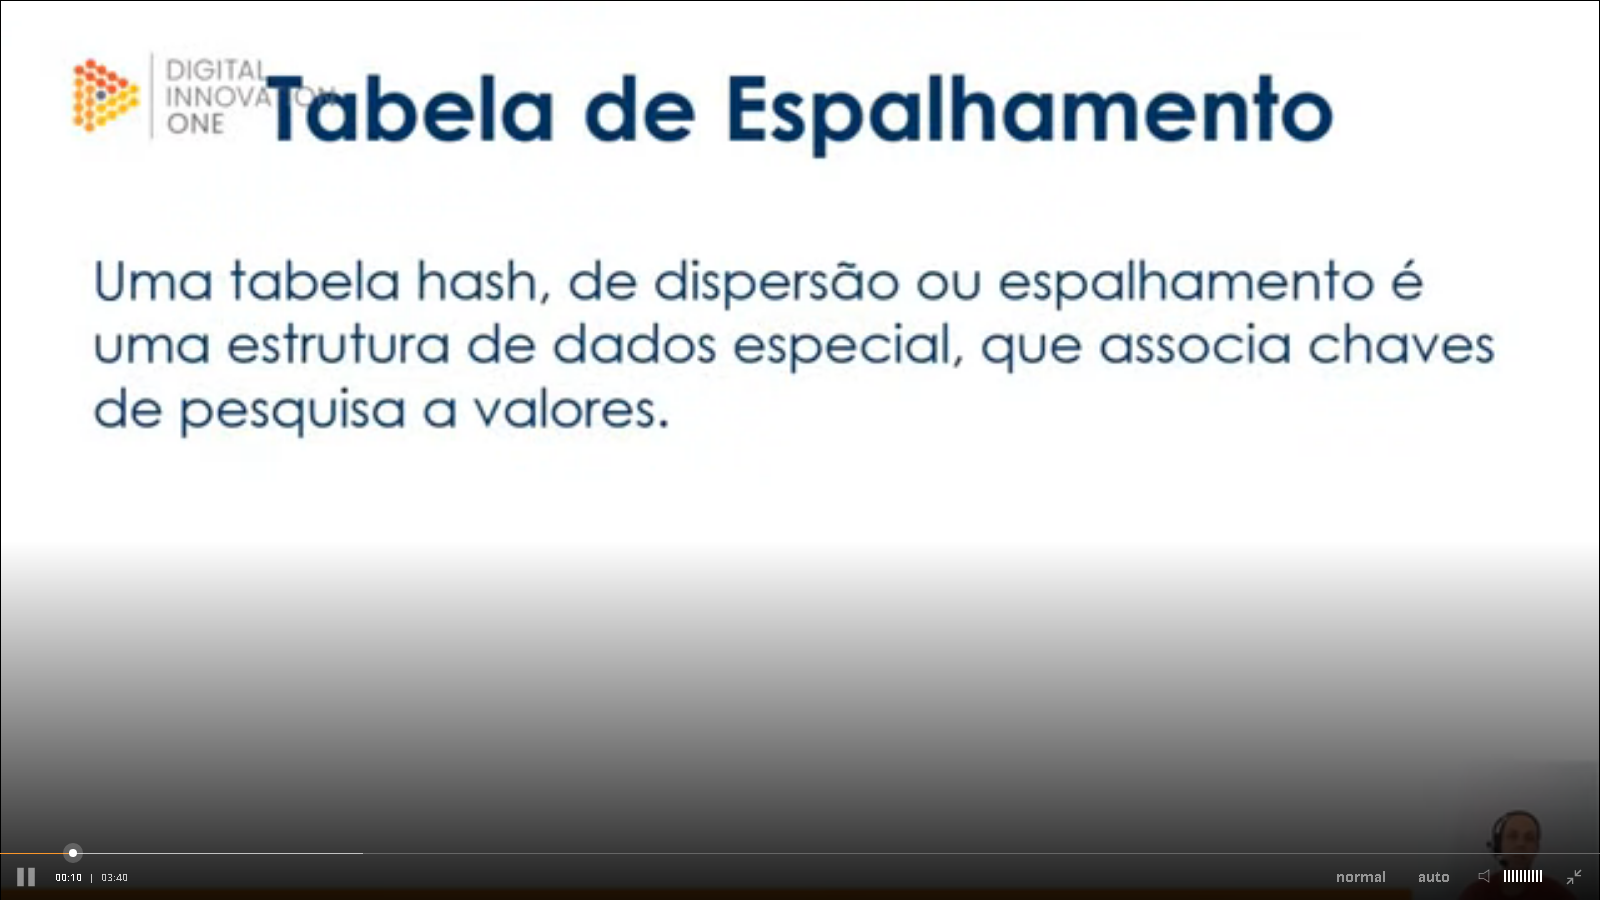 DIGITAL
INNOVATION
ONE
Tabela de Espalhamento
Uma tabela hash, de dispersão ou espalhamento é
uma estrutura de dados especial, que associa chaves
de pesquisa a valores.
00:10 | 03:40
normal auto